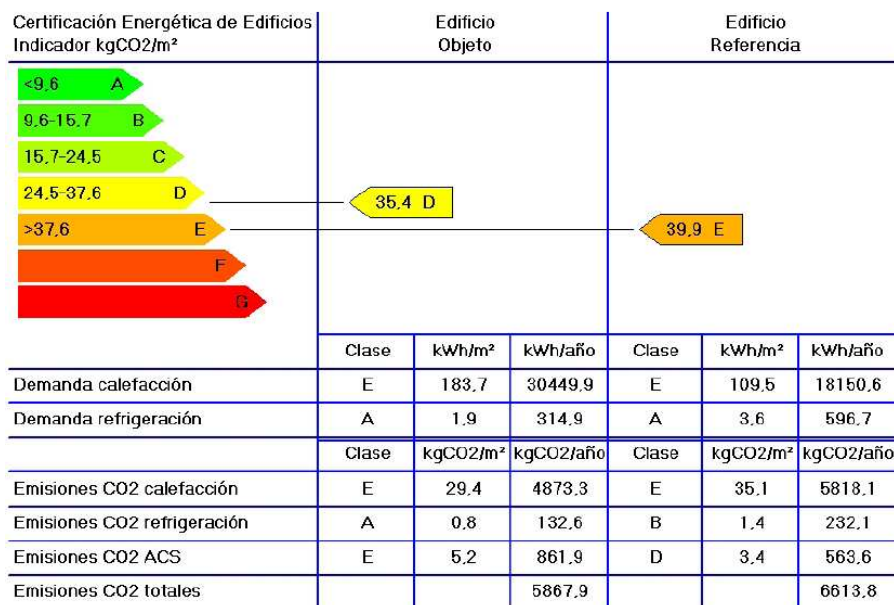 Certificación Energética de Edificios
Indicador kgCO2/m²
Edificio
Objeto
Edificio
Referencia
<9,6 A
9,6-15,7 B
15,7-24,5 C
24,5-37,6 D
35,4 D
>37,6 E
39,9 E
F
G
Clase kWh/m² kWh/año Clase kWh/m² kWh/año
Demanda calefacción E 183,7 30449,9 E 109,5 18150,6
Demanda refrigeración A 1,9 314,9 A 3,6 596,7
Clase kgCO2/m² kgCO2/año Clase kgCO2/m² kgCO2/año
Emisiones CO2 calefacción E 29,4 4873,3 E 35,1 5818,1
Emisiones CO2 refrigeración A 0,8 132,6 B 1,4 232,1
Emisiones CO2 ACS E 5,2 861,9 D 3,4 563,6
Emisiones CO2 totales 5867,9 6613,8